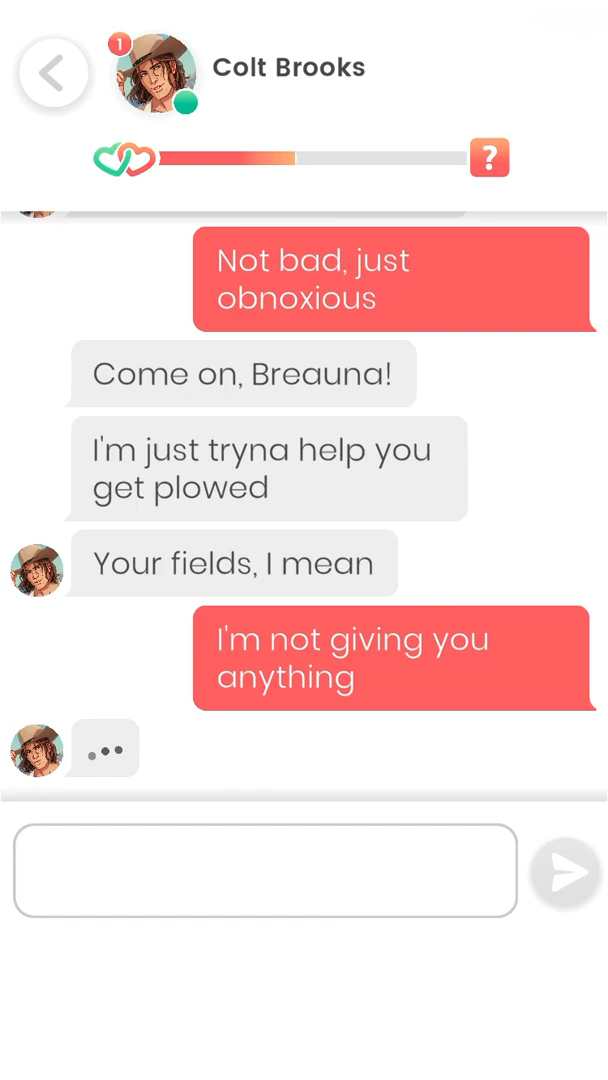 1
Colt Brooks
?
Not bad, just
obnoxious
Come on, Breauna!
I'm just tryna help you
get plowed
Your fields, I mean
I'm not giving you
anything